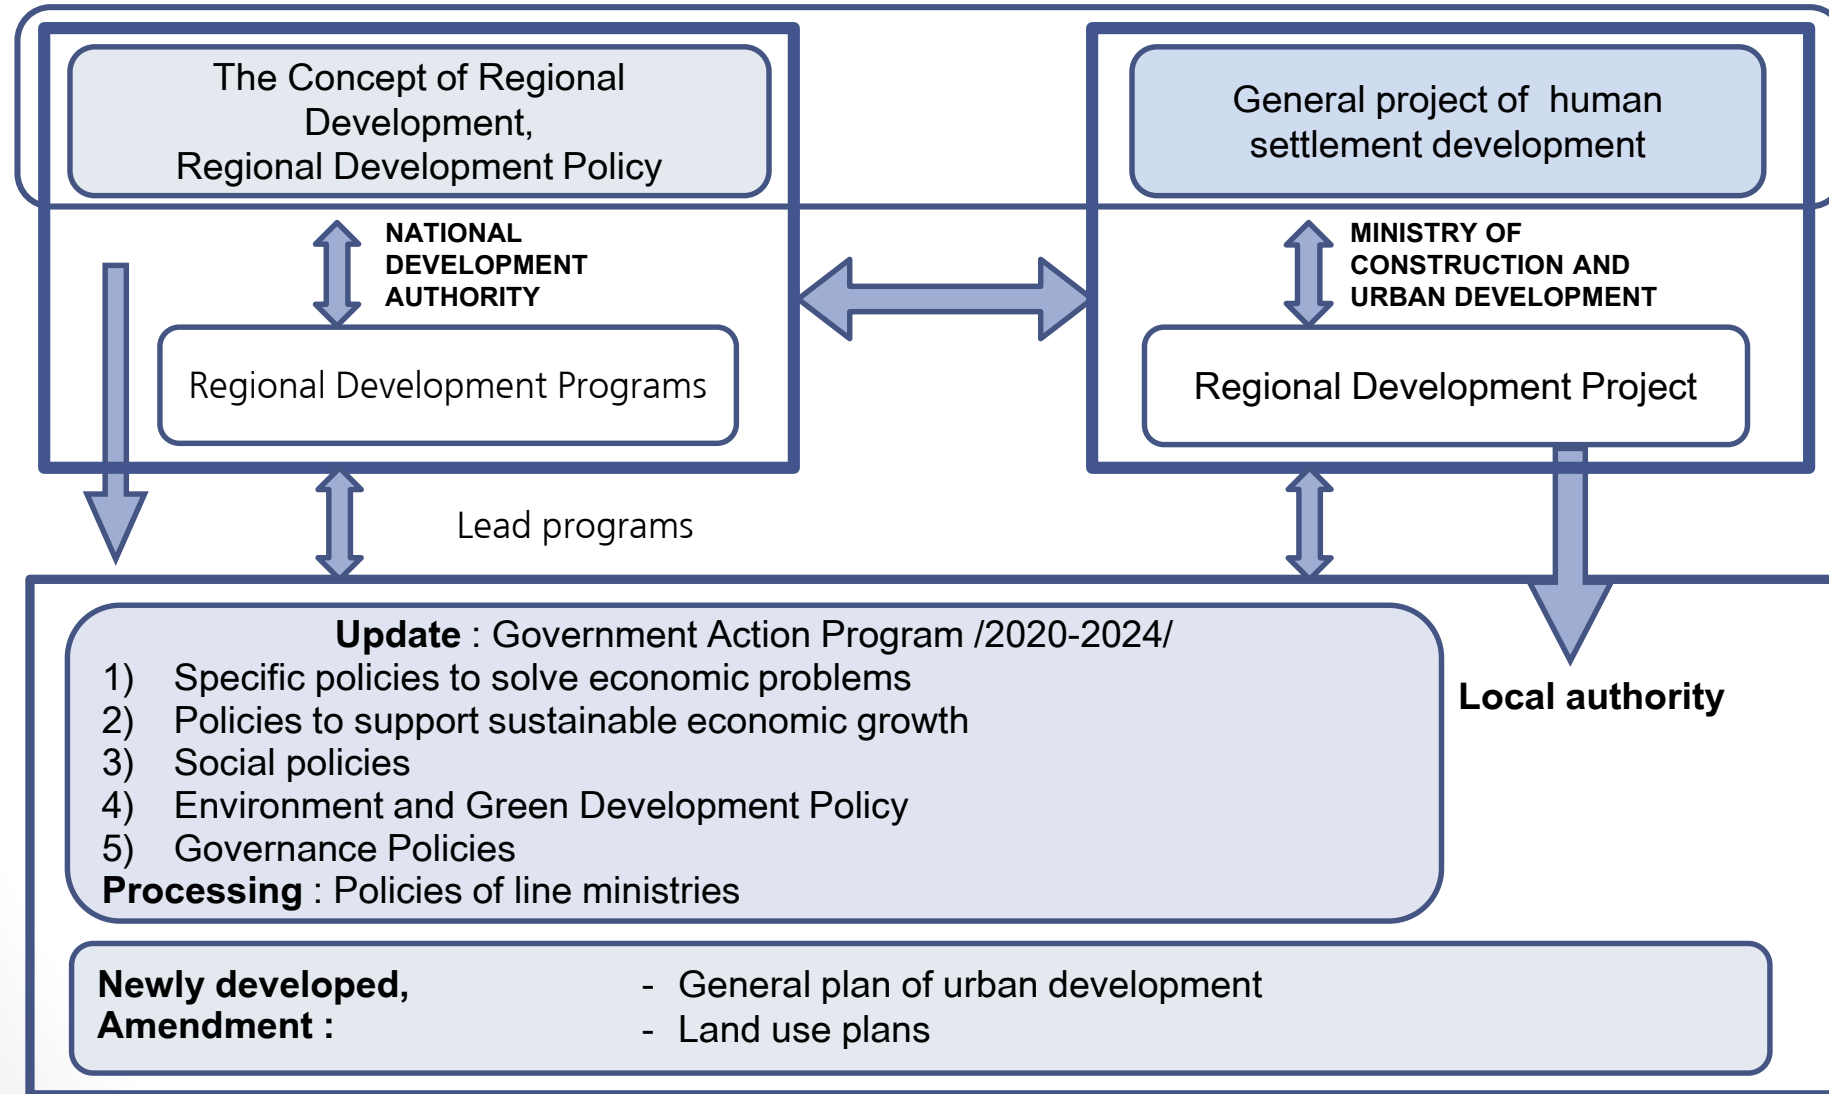 The Concept of Regional
Development,
Regional Development Policy
General project of human
settlement development
NATIONAL
DEVELOPMENT
AUTHORITY
MINISTRY OF
CONSTRUCTION AND
URBAN DEVELOPMENT
Regional Development Programs
Regional Development Project
Lead programs
Update : Government Action Program /2020-2024/
1) Specific policies to solve economic problems
2) Policies to support sustainable economic growth
3) Social policies
4) Environment and Green Development Policy
5) Governance Policies
Processing : Policies of line ministries
Local authority
Newly developed,
Amendment :
- General plan of urban development
- Land use plans